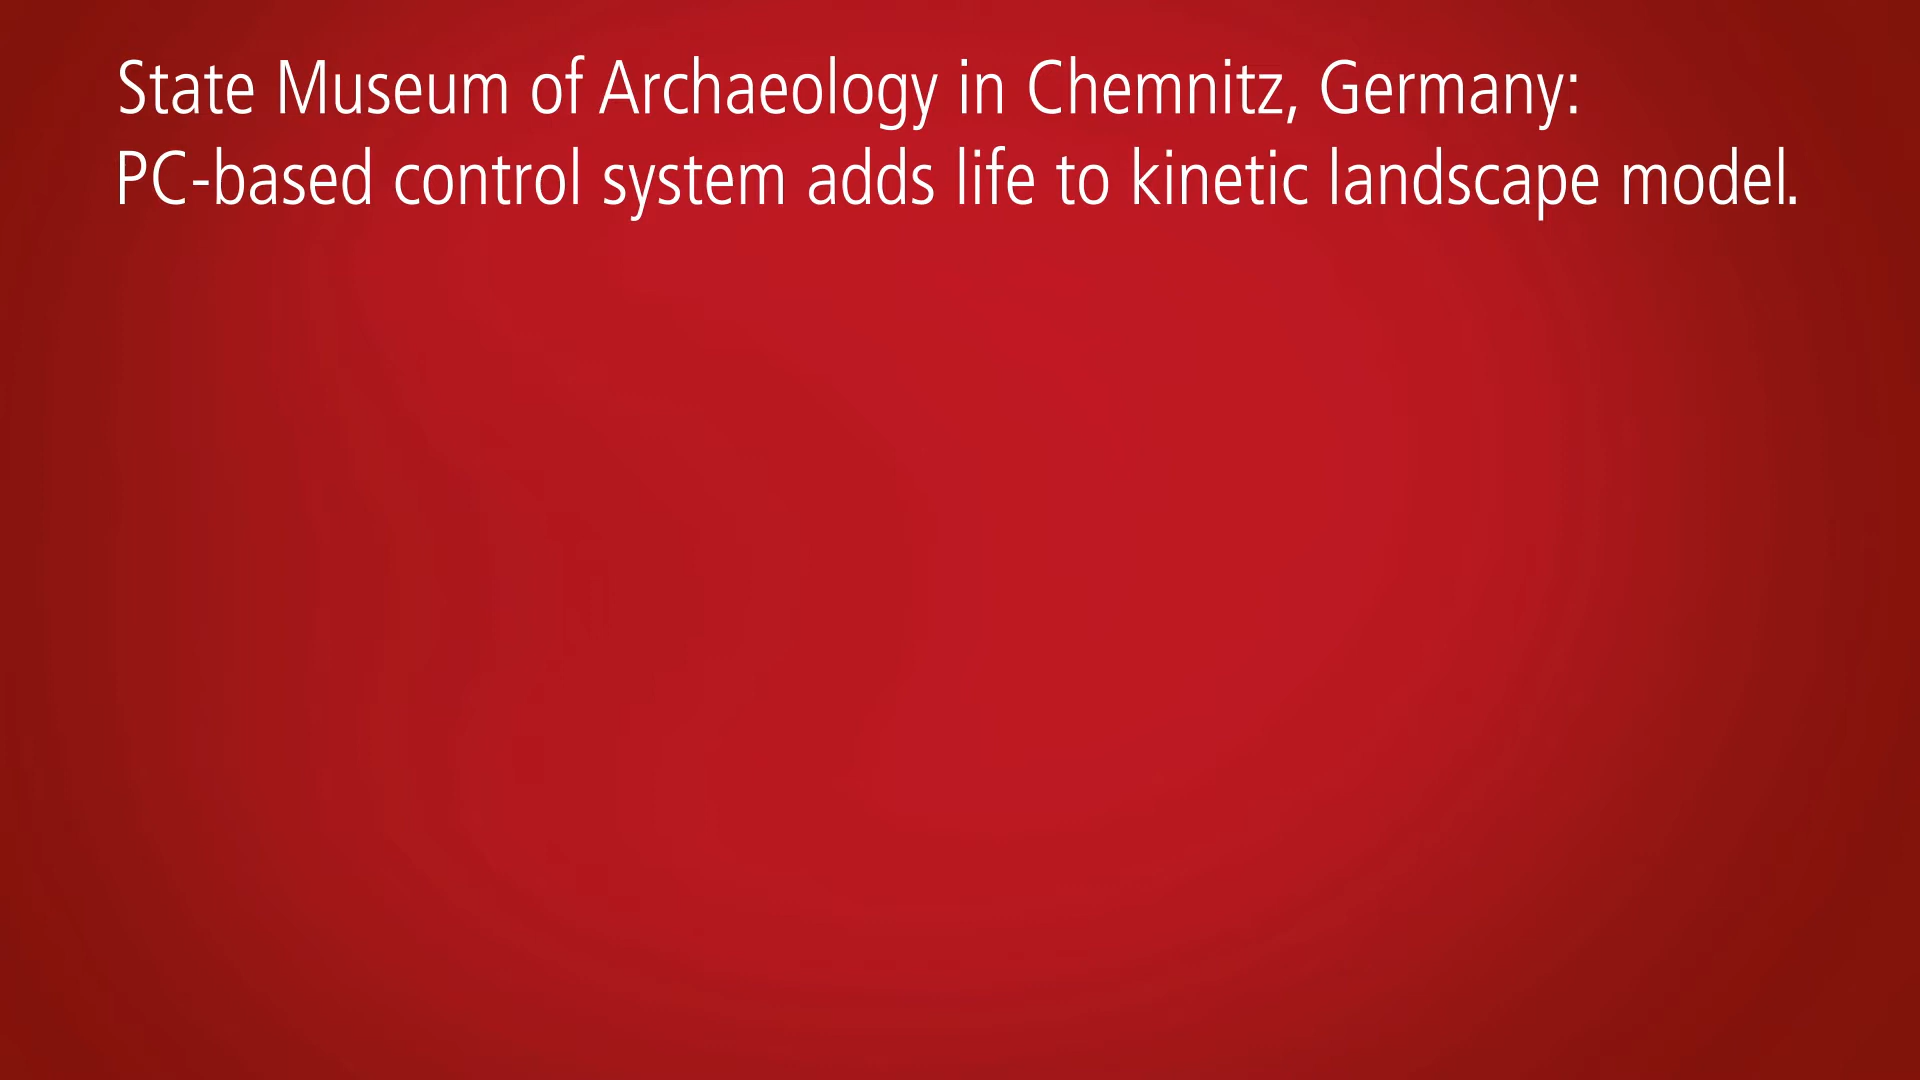 State Museum of Archaeology in Chemnitz, Germany:
PC-based control system adds life to kinetic landscape model.